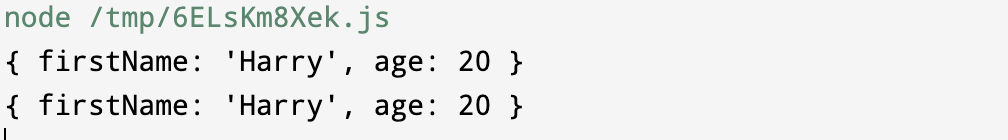 node /tmp/6ELsKm8Xek.js
{ firstName: 'Harry', age: 20 }
{ firstName: 'Harry', age: 20 }